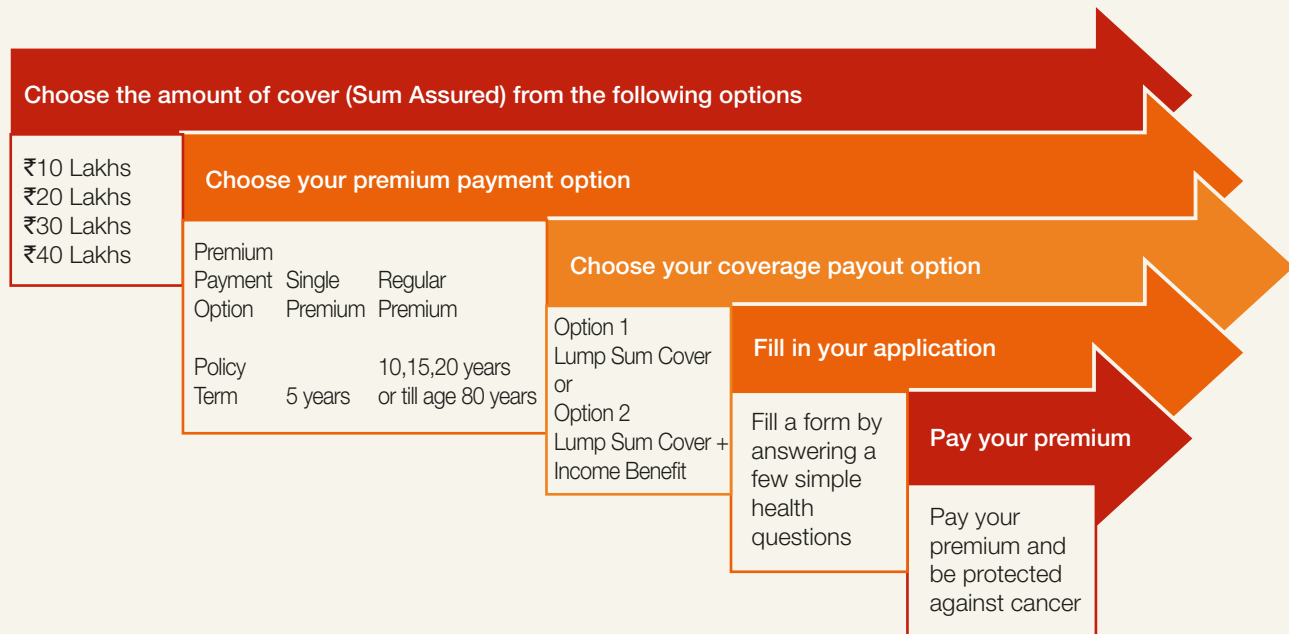 Choose the amount of cover (Sum Assured) from the following options
₹10 Lakhs
₹20 Lakhs
₹30 Lakhs
₹40 Lakhs
Choose your premium payment option
Premium
Payment Single Regular
Option Premium Premium
Policy 10,15,20 years
Term 5 years or till age 80 years
Choose your coverage payout option
Option 1
Lump Sum Cover
or
Option 2
Lump Sum Cover +
Income Benefit
Fill in your application
Fill a form by
answering a
few simple
health
questions
Pay your premium
Pay your
premium and
be protected
against cancer